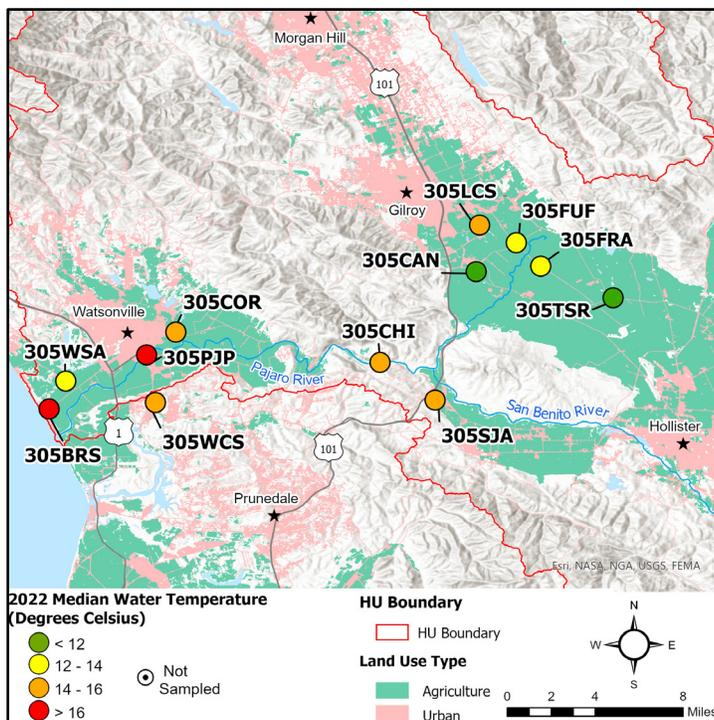 Morgan Hill
101
305LCS
Gilroy
305FUF
305FRA
305CAN
305TSR
Watsonville
305COR
305CHI
305WSA
305PJP
Pajaro River
San Benito River
305WCS
305SJA
305BRS
1
101
Hollister
Prunedale
Esri, NASA, NGA, USGS, FEMA
2022 Median Water Temperature
(Degrees Celsius)
< 12
12 - 14
14 - 16
> 16
Not
Sampled
HU Boundary
HU Boundary
Land Use Type
Agriculture
Urban
N
W E
S
0 2 4 8
Miles